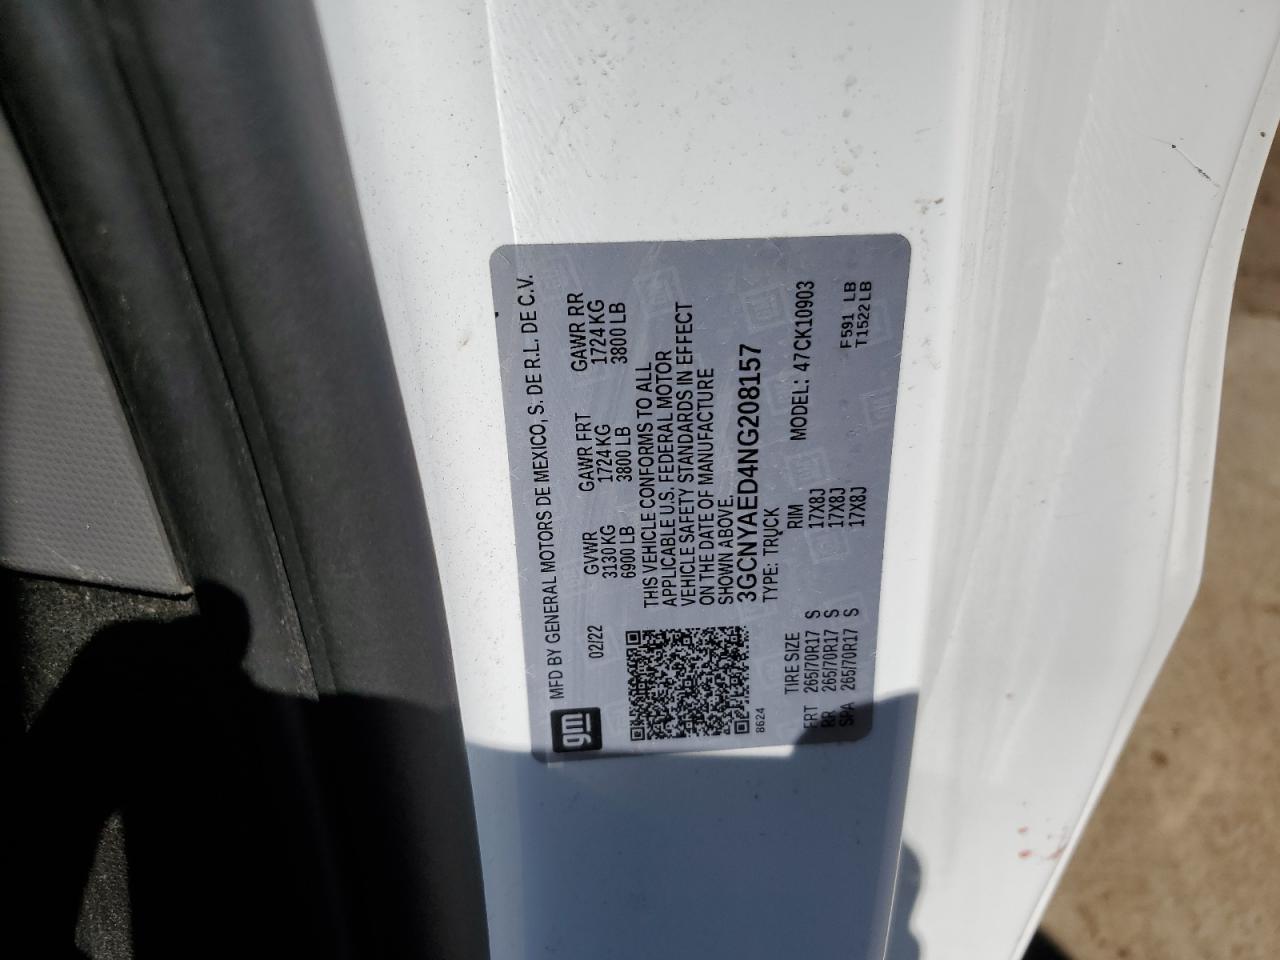 gm MFD BY GENERAL MOTORS DE MEXICO, S. DE R.L. DE C.V.
02/22 GVWR GAWR FRT GAWR RR
3130 KG 1724 KG 1724 KG
6900 LB 3800 LB 3800 LB
THIS VEHICLE CONFORMS TO ALL
APPLICABLE U.S. FEDERAL MOTOR
VEHICLE SAFETY STANDARDS IN EFFECT
ON THE DATE OF MANUFACTURE
SHOWN ABOVE.
3GCNYAED4NG208157
8624 TYPE: TRUCK
TIRE SIZE RIM MODEL: 47CK10903
FRT 265/70R17 S 17X8J
RR 265/70R17 S 17X8J
SPA 265/70R17 S 17X8J
F591 LB
T1522LB